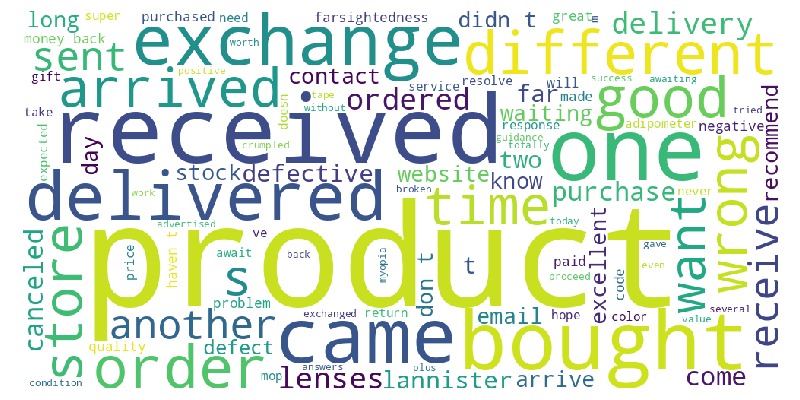 long super purchased need farsightedness didn t great delivery
money back sent exchange worth different
gift arrived positive contact service resolve will success awaiting
take received doesn tape without ordered far made good tried
expected day crumpled waiting response guidance totally adipometer negative recommend
stock defective website two one know
delivered work broken time purchase never
canceled store advertised haven t ve await back myopia don t t today excellent paid proceed code gave even want wrong receive
price s product
problem another exchanged return email hope color value several
quality defect came bought
condition order mop lenses answers plus lannister arrive come